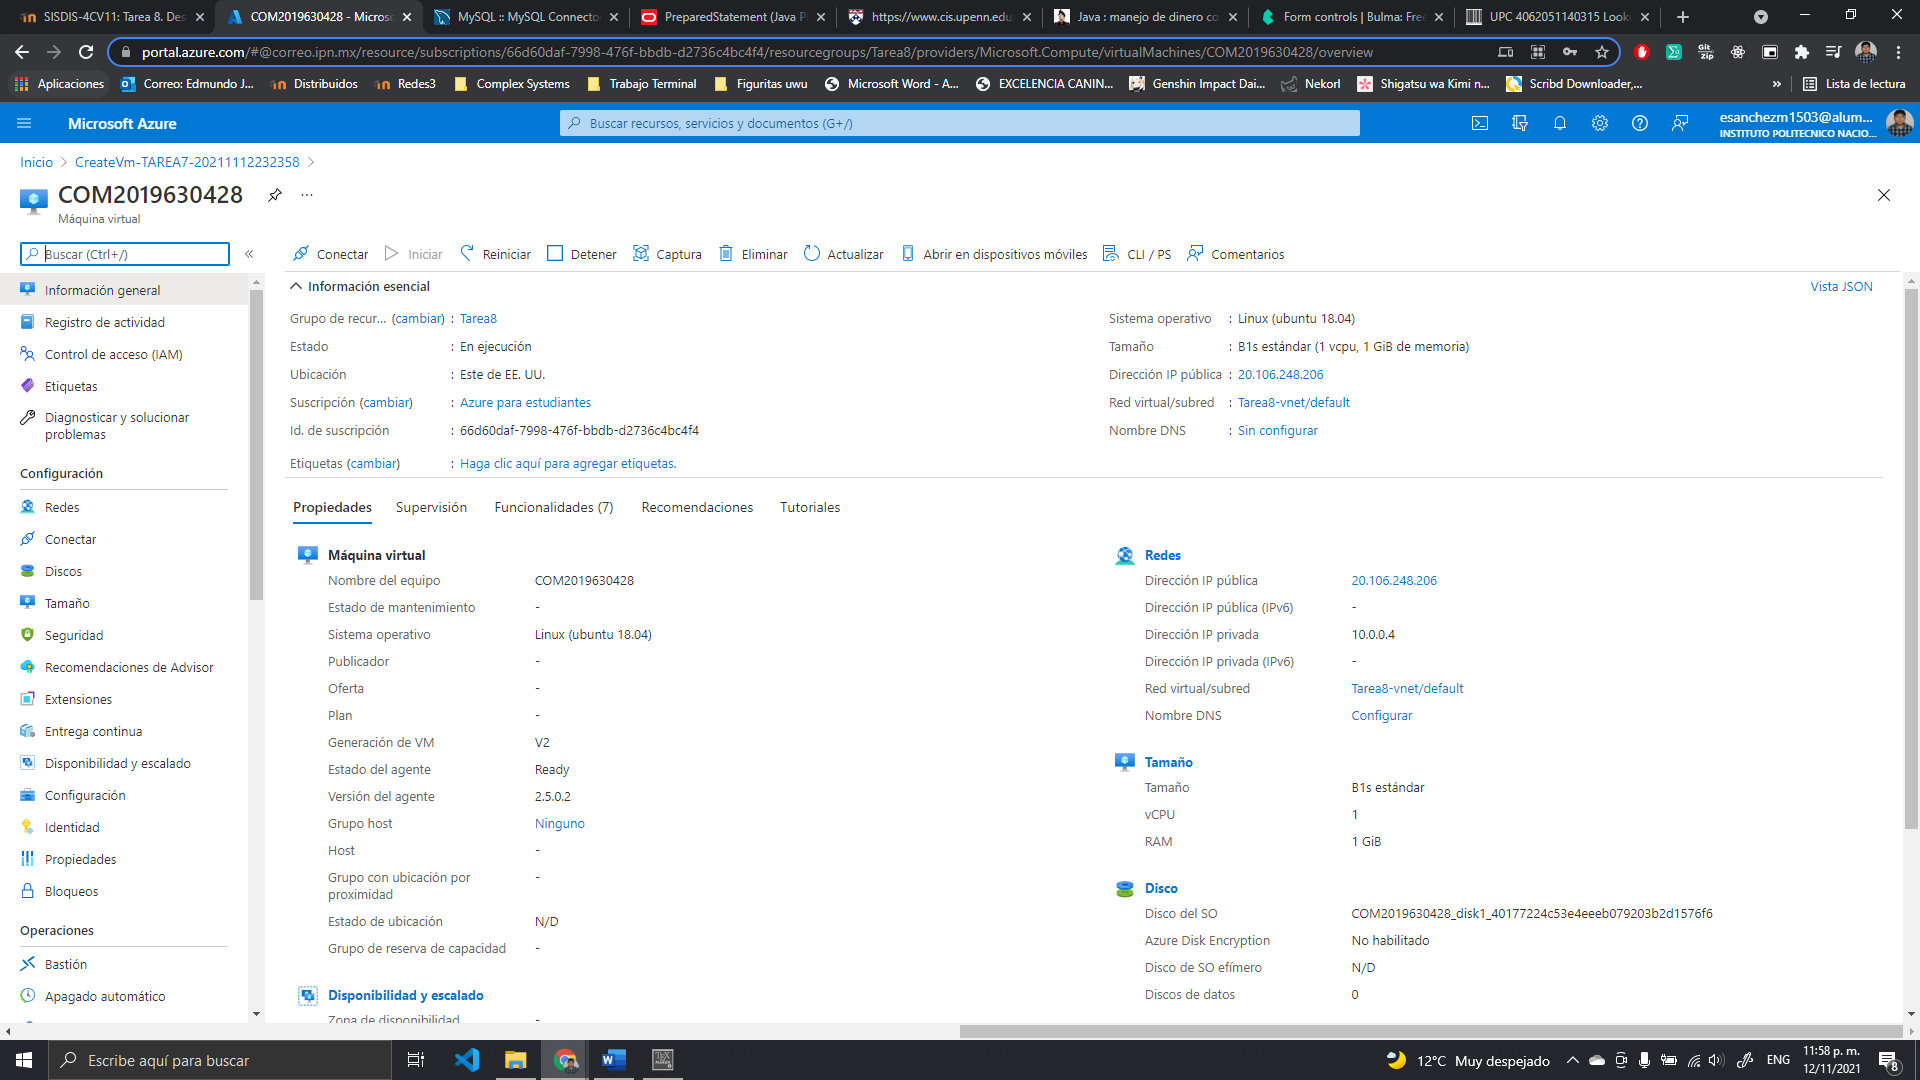 SISDIS-4CV11: Tarea 8. Des
COM2019630428 - Micros
MySQL :: MySQL Connecto
PreparedStatement (Java P
https://www.cis.upenn.edu
Java : manejo de dinero co
Form controls | Bulma: Fre
UPC 4062051140315 Look
portal.azure.com/#@correo.ipn.mx/resource/subscriptions/66d60daf-7998-476f-bbdb-d2736c4bc4f4/resourcegroups/Tarea8/providers/Microsoft.Compute/virtualMachines/COM2019630428/overview
Aplicaciones
Correo: Edmundo J...
Distribuidos
Redes3
Complex Systems
Trabajo Terminal
Figuritas uwu
Microsoft Word - A...
EXCELENCIA CANIN...
Genshin Impact Dai...
Nekorl
Shigatsu wa Kimi n...
Scribd Downloader,...
»
Lista de lectura
Microsoft Azure
Buscar recursos, servicios y documentos (G+/)
esanchezm1503@alum...
INSTITUTO POLITECNICO NACIO...
Inicio > CreateVm-TAREA7-20211112232358 >
COM2019630428
Máquina virtual
Buscar (Ctrl+/)
«
Conectar
Iniciar
Reiniciar
Detener
Captura
Eliminar
Actualizar
Abrir en dispositivos móviles
CLI / PS
Comentarios
Información general
Registro de actividad
Control de acceso (IAM)
Etiquetas
Diagnosticar y solucionar
problemas
Configuración
Redes
Conectar
Discos
Tamaño
Seguridad
Recomendaciones de Advisor
Extensiones
Entrega continua
Disponibilidad y escalado
Configuración
Identidad
Propiedades
Bloqueos
Operaciones
Bastión
Apagado automático
Información esencial
Vista JSON
Grupo de recur... (cambiar) : Tarea8
Estado : En ejecución
Ubicación : Este de EE. UU.
Suscripción (cambiar) : Azure para estudiantes
Id. de suscripción : 66d60daf-7998-476f-bbdb-d2736c4bc4f4
Etiquetas (cambiar) : Haga clic aquí para agregar etiquetas.
Sistema operativo : Linux (ubuntu 18.04)
Tamaño : B1s estándar (1 vcpu, 1 GiB de memoria)
Dirección IP pública : 20.106.248.206
Red virtual/subred : Tarea8-vnet/default
Nombre DNS : Sin configurar
Propiedades
Supervisión
Funcionalidades (7)
Recomendaciones
Tutoriales
Máquina virtual
Nombre del equipo COM2019630428
Estado de mantenimiento -
Sistema operativo Linux (ubuntu 18.04)
Publicador -
Oferta -
Plan -
Generación de VM V2
Estado del agente Ready
Versión del agente 2.5.0.2
Grupo host Ninguno
Host -
Grupo con ubicación por -
proximidad
Estado de ubicación N/D
Grupo de reserva de capacidad -
Disponibilidad y escalado
Zona de disponibilidad -
Redes
Dirección IP pública 20.106.248.206
Dirección IP pública (IPv6) -
Dirección IP privada 10.0.0.4
Dirección IP privada (IPv6) -
Red virtual/subred Tarea8-vnet/default
Nombre DNS Configurar
Tamaño
Tamaño B1s estándar
vCPU 1
RAM 1 GiB
Disco
Disco del SO COM2019630428_disk1_40177224c53e4eeeb079203b2d1576f6
Azure Disk Encryption No habilitado
Disco de SO efímero N/D
Discos de datos 0
Escribe aquí para buscar
12°C Muy despejado
ENG
11:58 p. m.
12/11/2021
8